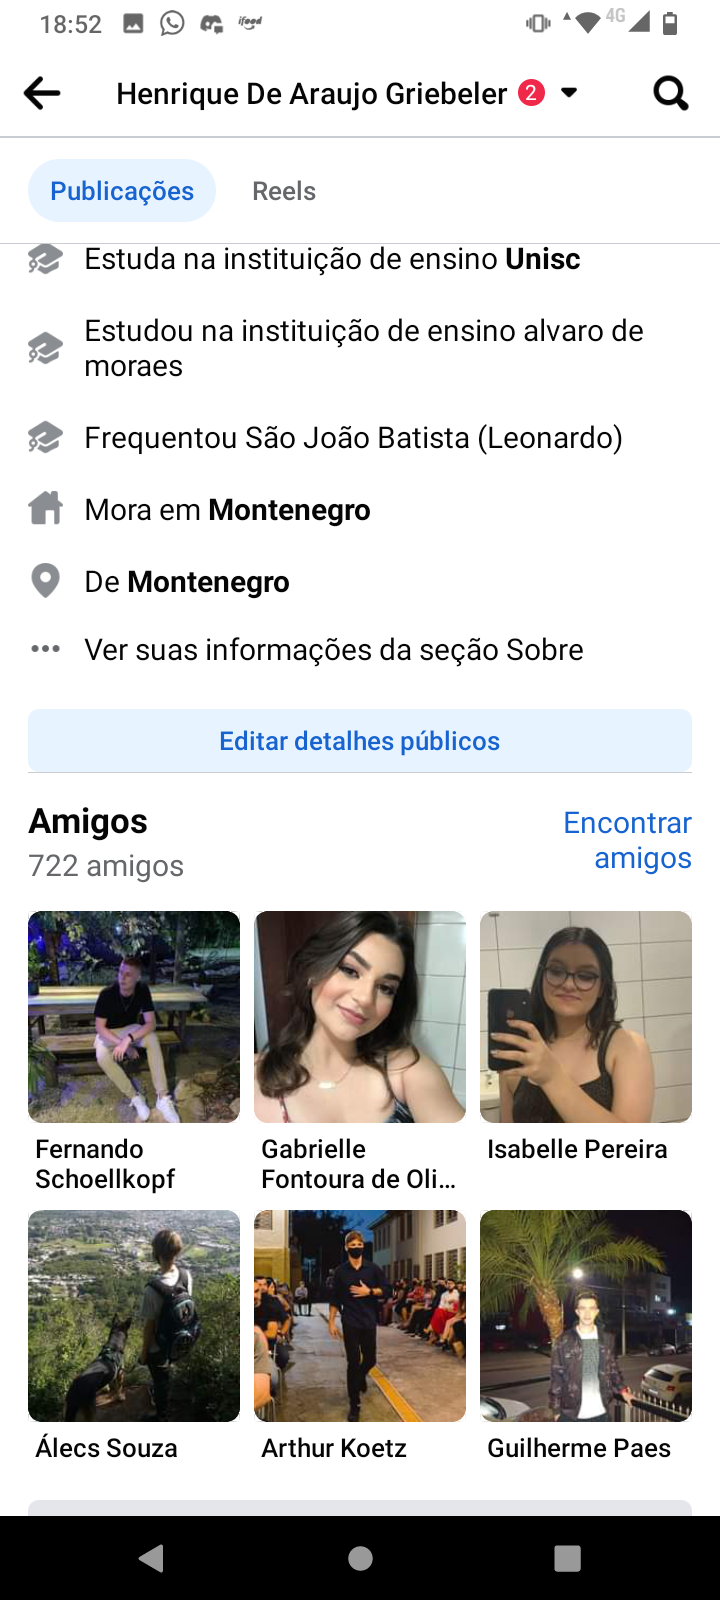 18:52
ifood
4G
Henrique De Araujo Griebeler 2
Publicações
Reels
Estuda na instituição de ensino Unisc
Estudou na instituição de ensino alvaro de
moraes
Frequentou São João Batista (Leonardo)
Mora em Montenegro
De Montenegro
Ver suas informações da seção Sobre
Editar detalhes públicos
Amigos
722 amigos
Encontrar
amigos
Fernando
Schoellkopf
Gabrielle
Fontoura de Oli...
Isabelle Pereira
Álecs Souza
Arthur Koetz
Guilherme Paes